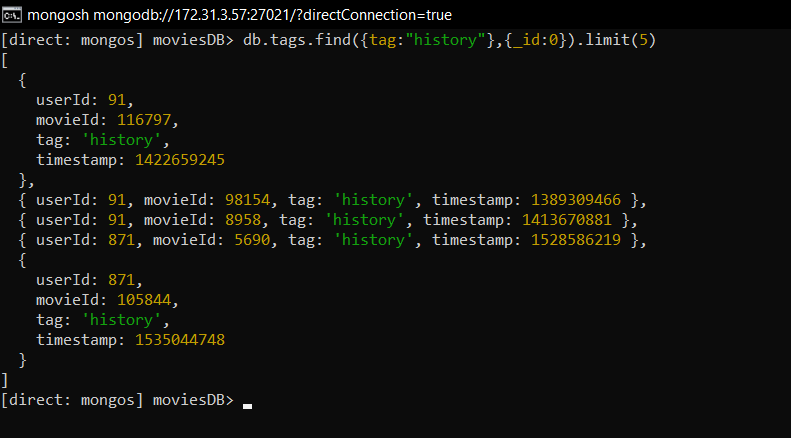 mongosh mongodb://172.31.3.57:27021/?directConnection=true
[direct: mongos] moviesDB> db.tags.find({tag:"history"},{_id:0}).limit(5)
[
  {
    userId: 91,
    movieId: 116797,
    tag: 'history',
    timestamp: 1422659245
  },
  { userId: 91, movieId: 98154, tag: 'history', timestamp: 1389309466 },
  { userId: 91, movieId: 8958, tag: 'history', timestamp: 1413670881 },
  { userId: 871, movieId: 5690, tag: 'history', timestamp: 1528586219 },
  {
    userId: 871,
    movieId: 105844,
    tag: 'history',
    timestamp: 1535044748
  }
]
[direct: mongos] moviesDB>